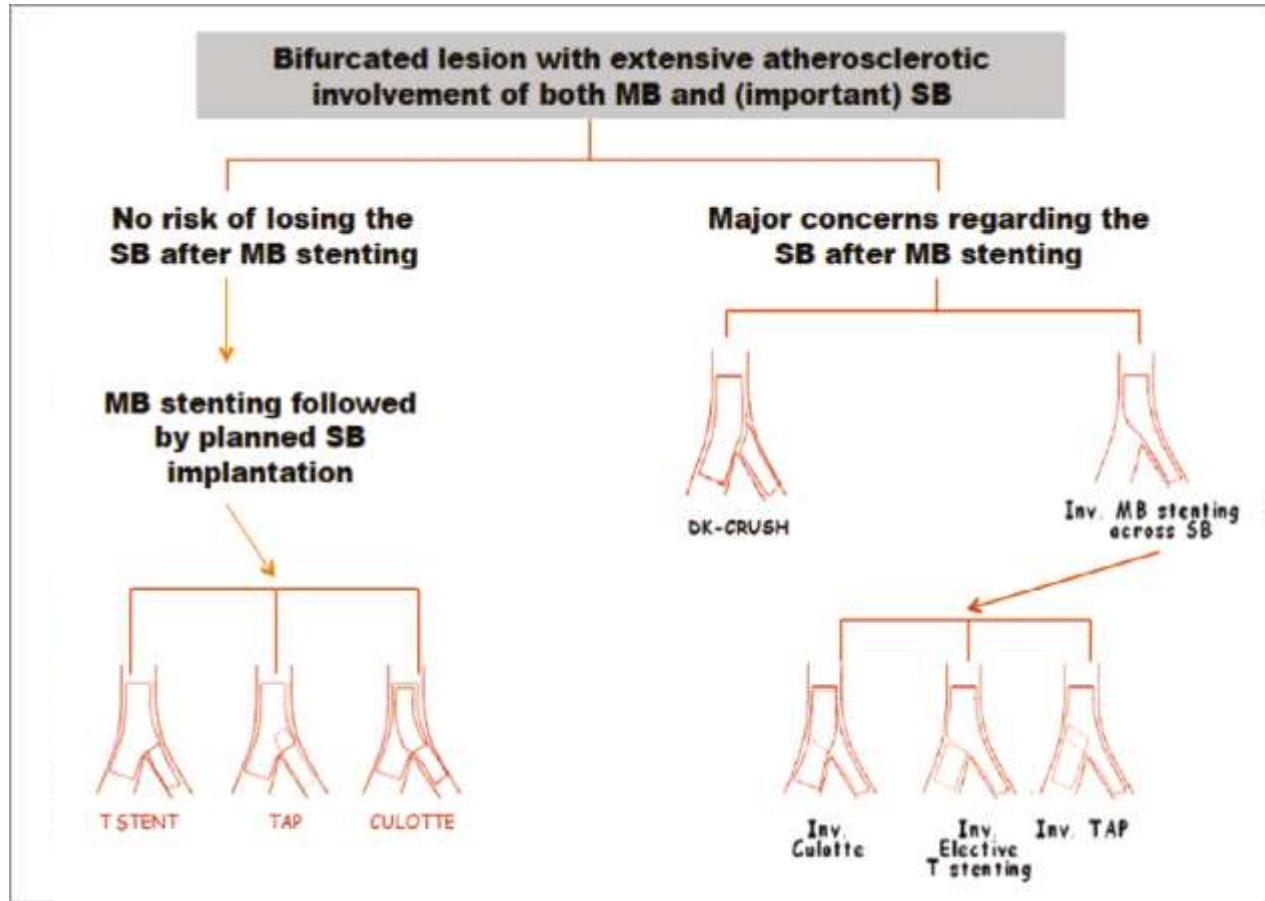 Bifurcated lesion with extensive atherosclerotic
involvement of both MB and (important) SB
No risk of losing the
SB after MB stenting
Major concerns regarding the
SB after MB stenting
MB stenting followed
by planned SB
implantation
DK-CRUSH
Inv. MB stenting
across SB
T STENT
TAP
CULOTTE
Inv.
Culotte
Inv.
Elective
T stenting
Inv. TAP